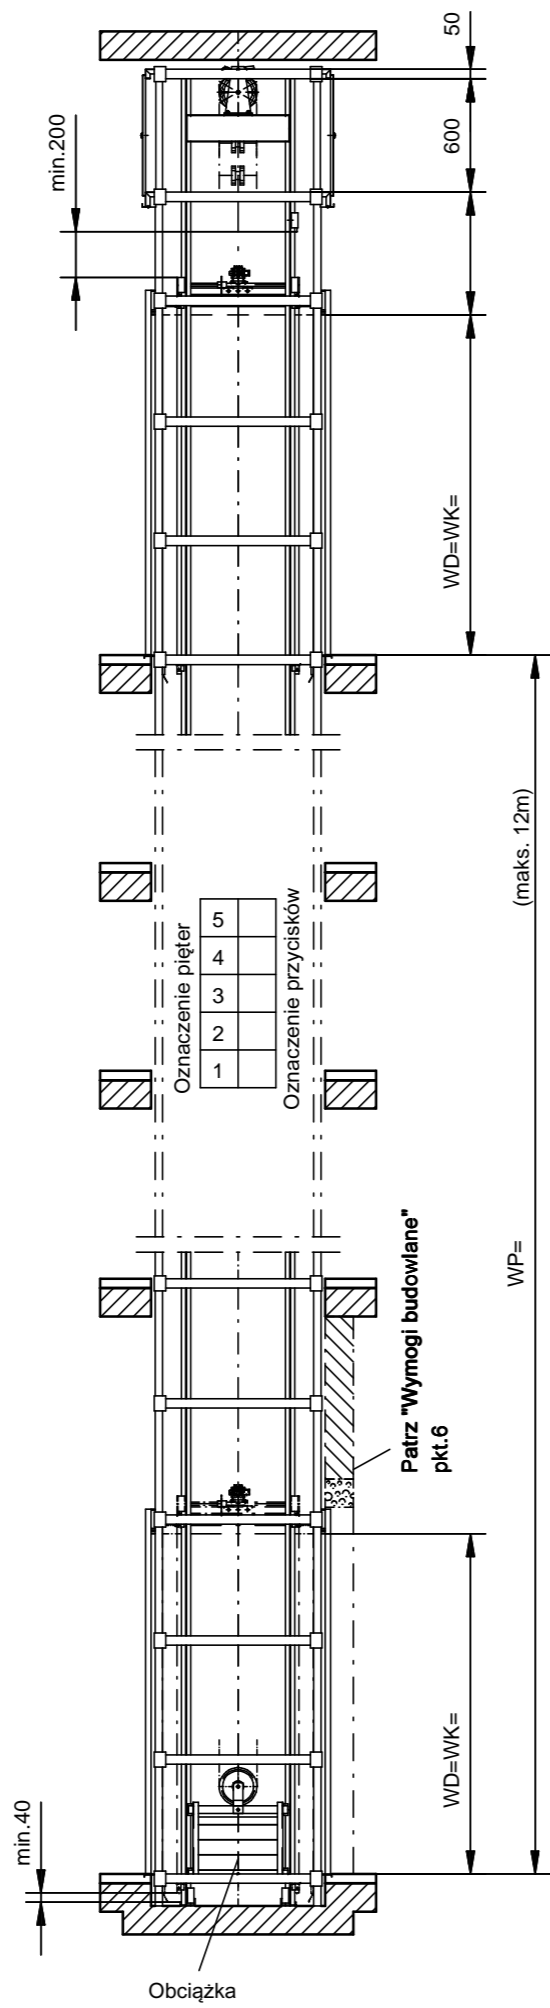 50
min.200
600
WD=WK=
(maks. 12m)
Oznaczenie pięter
5
4
3
2
1
Oznaczenie przycisków
WP=
Patrz "Wymogi budowlane"
pkt.6
WD=WK=
min.40
Obciążka